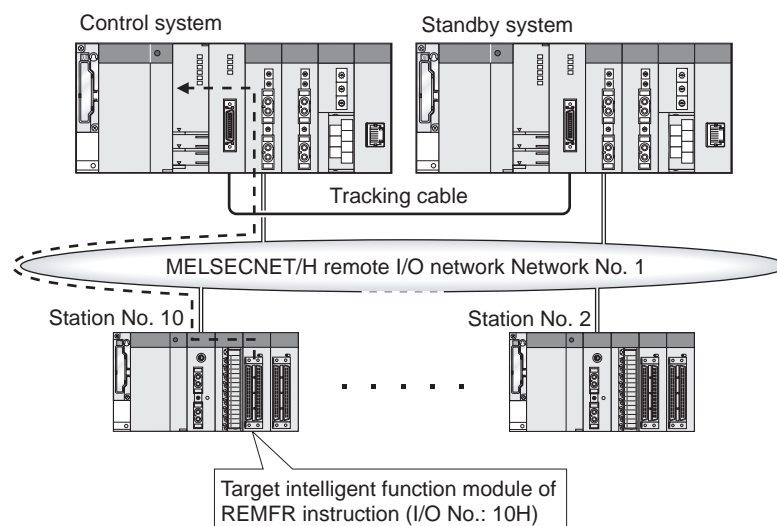 Control system
Standby system
Tracking cable
MELSECNET/H remote I/O network Network No. 1
Station No. 10
Station No. 2
Target intelligent function module of
REMFR instruction (I/O No.: 10H)